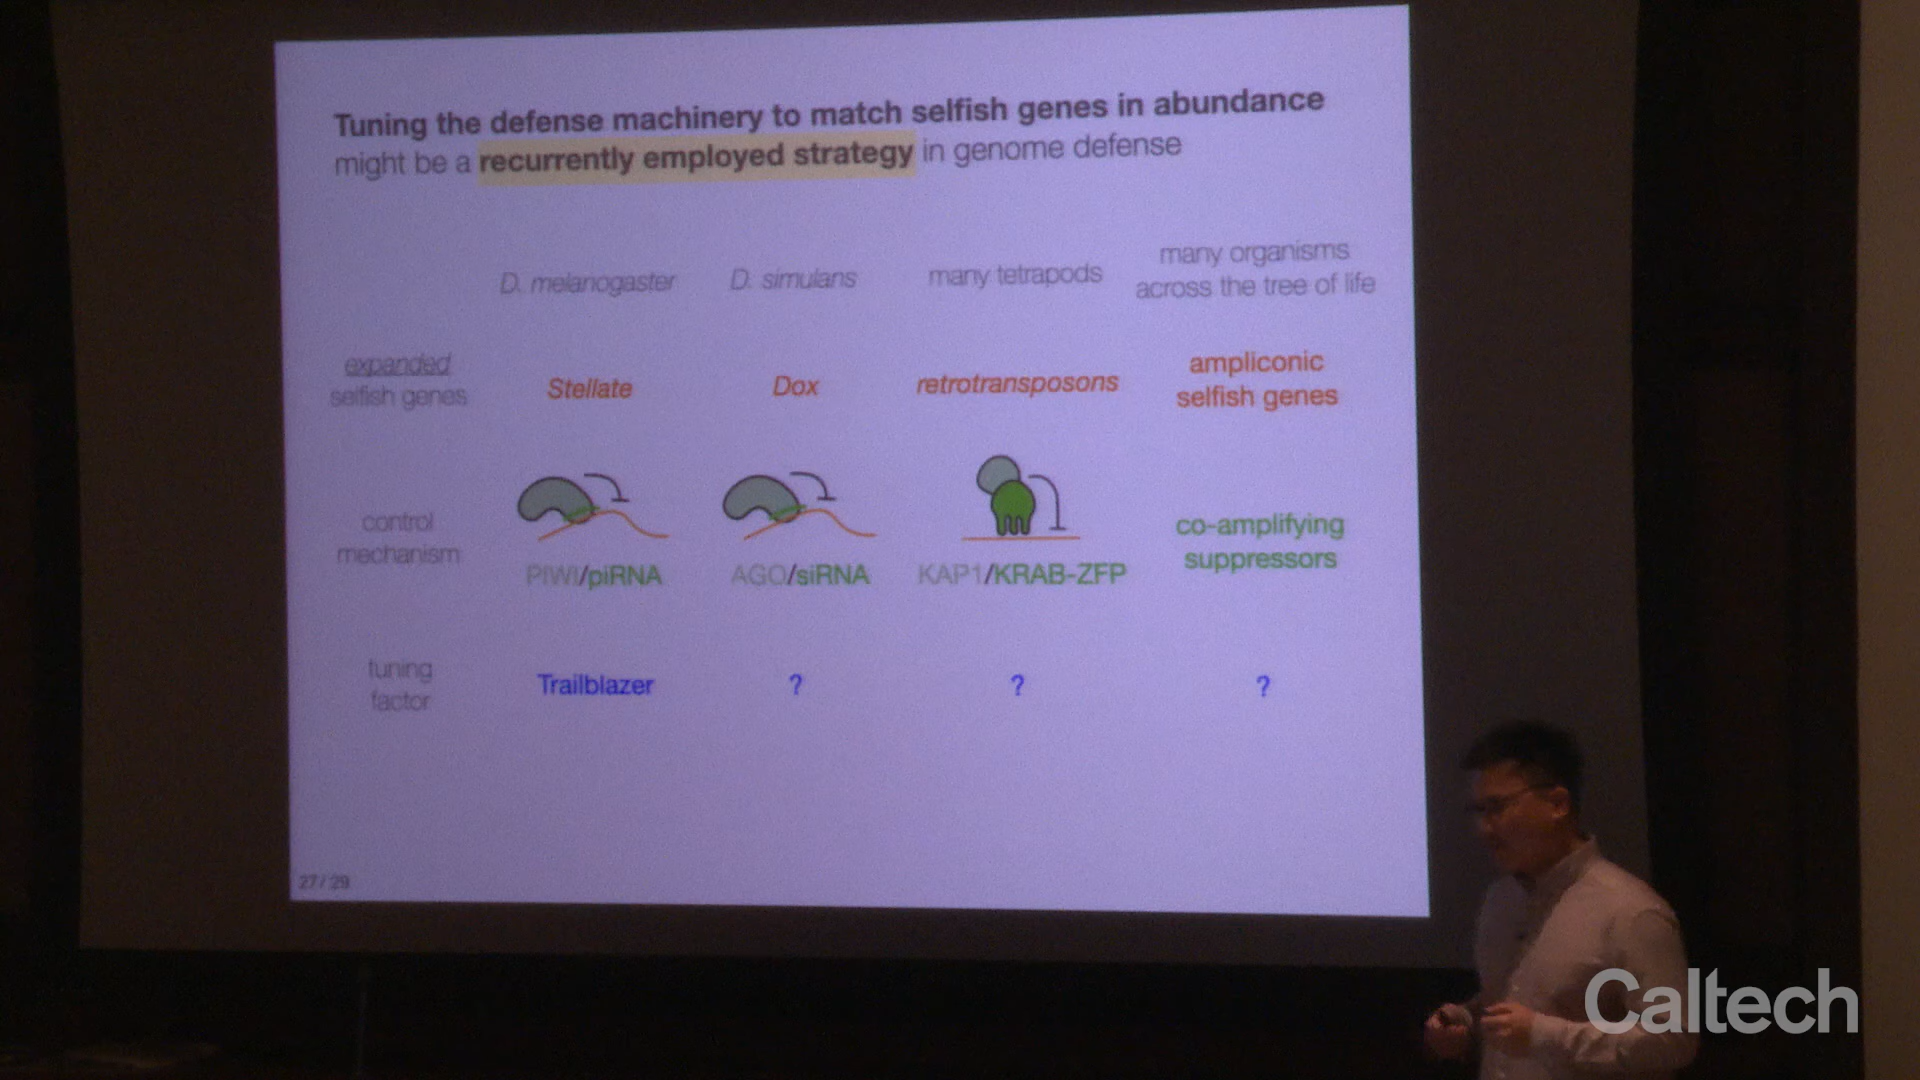 Tuning the defense machinery to match selfish genes in abundance
might be a recurrently employed strategy in genome defense
D. melanogaster
D. simulans
many tetrapods
many organisms
across the tree of life
expanded
selfish genes
Stellate
Dox
retrotransposons
ampliconic
selfish genes
control
mechanism
PIWI/piRNA
AGO/siRNA
KAP1/KRAB-ZFP
co-amplifying
suppressors
tuning
factor
Trailblazer
?
?
?
27 / 29
Caltech